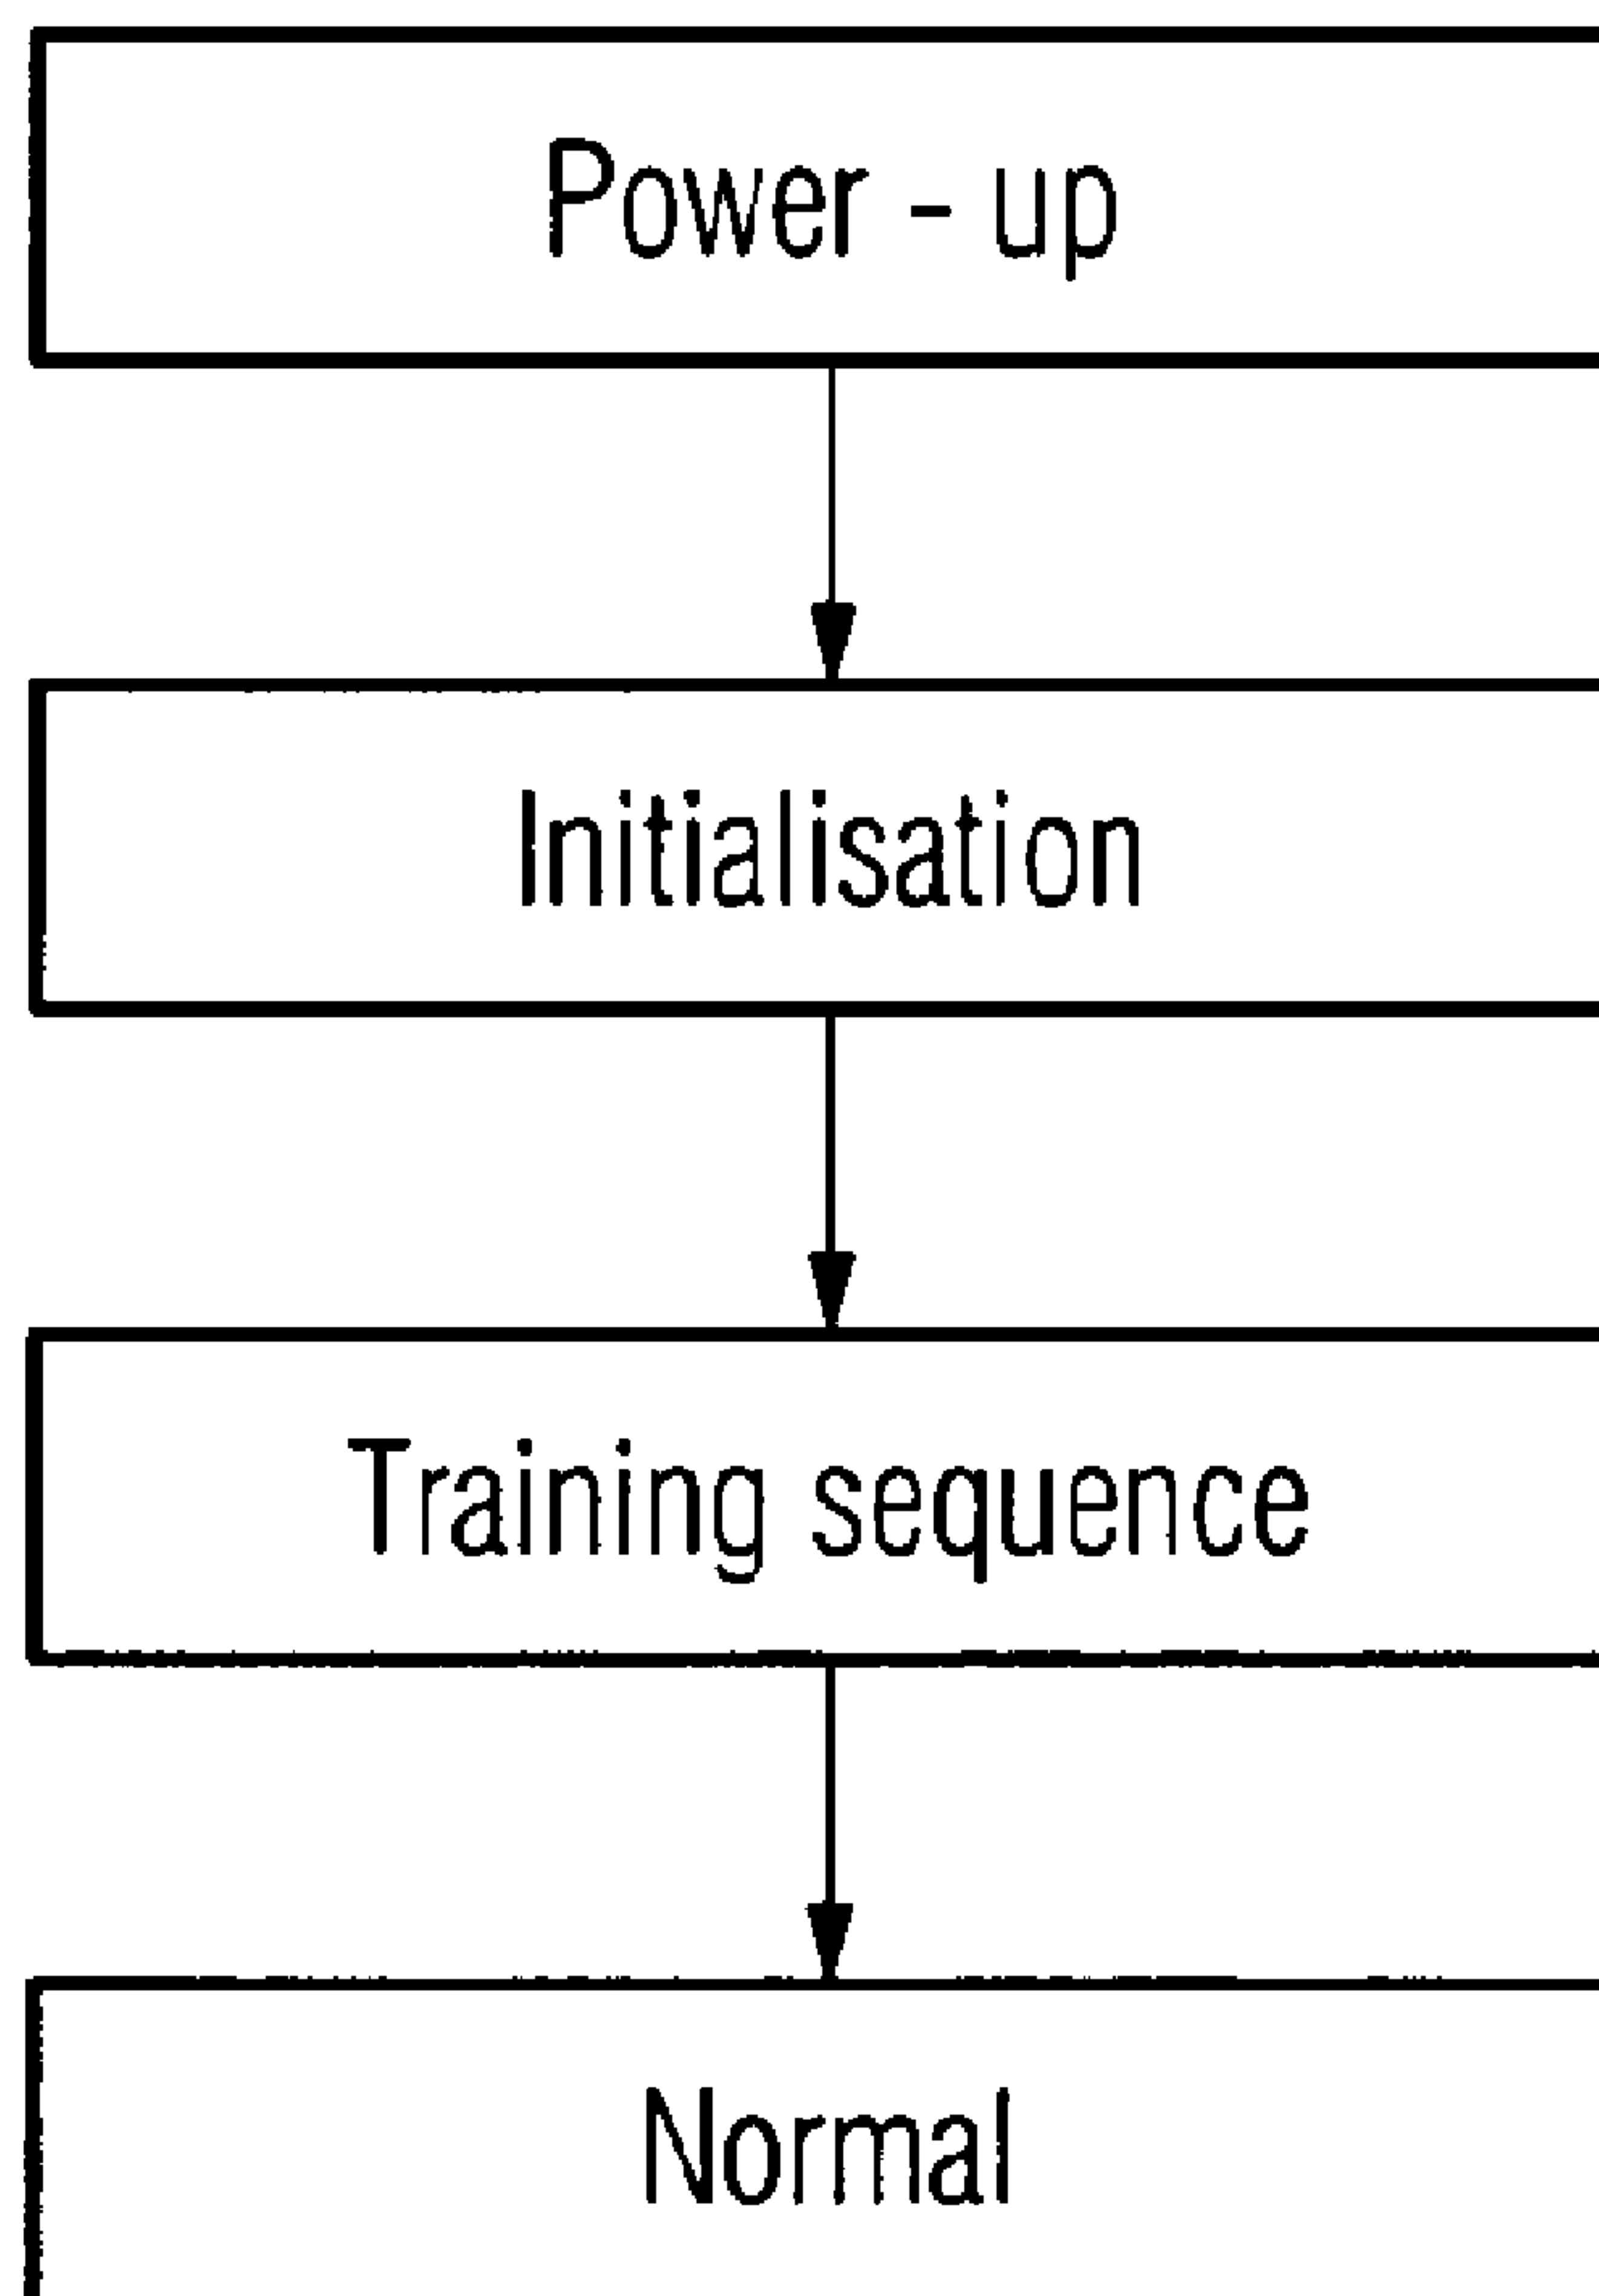 Power - up
Initialisation
Training sequence
Normal